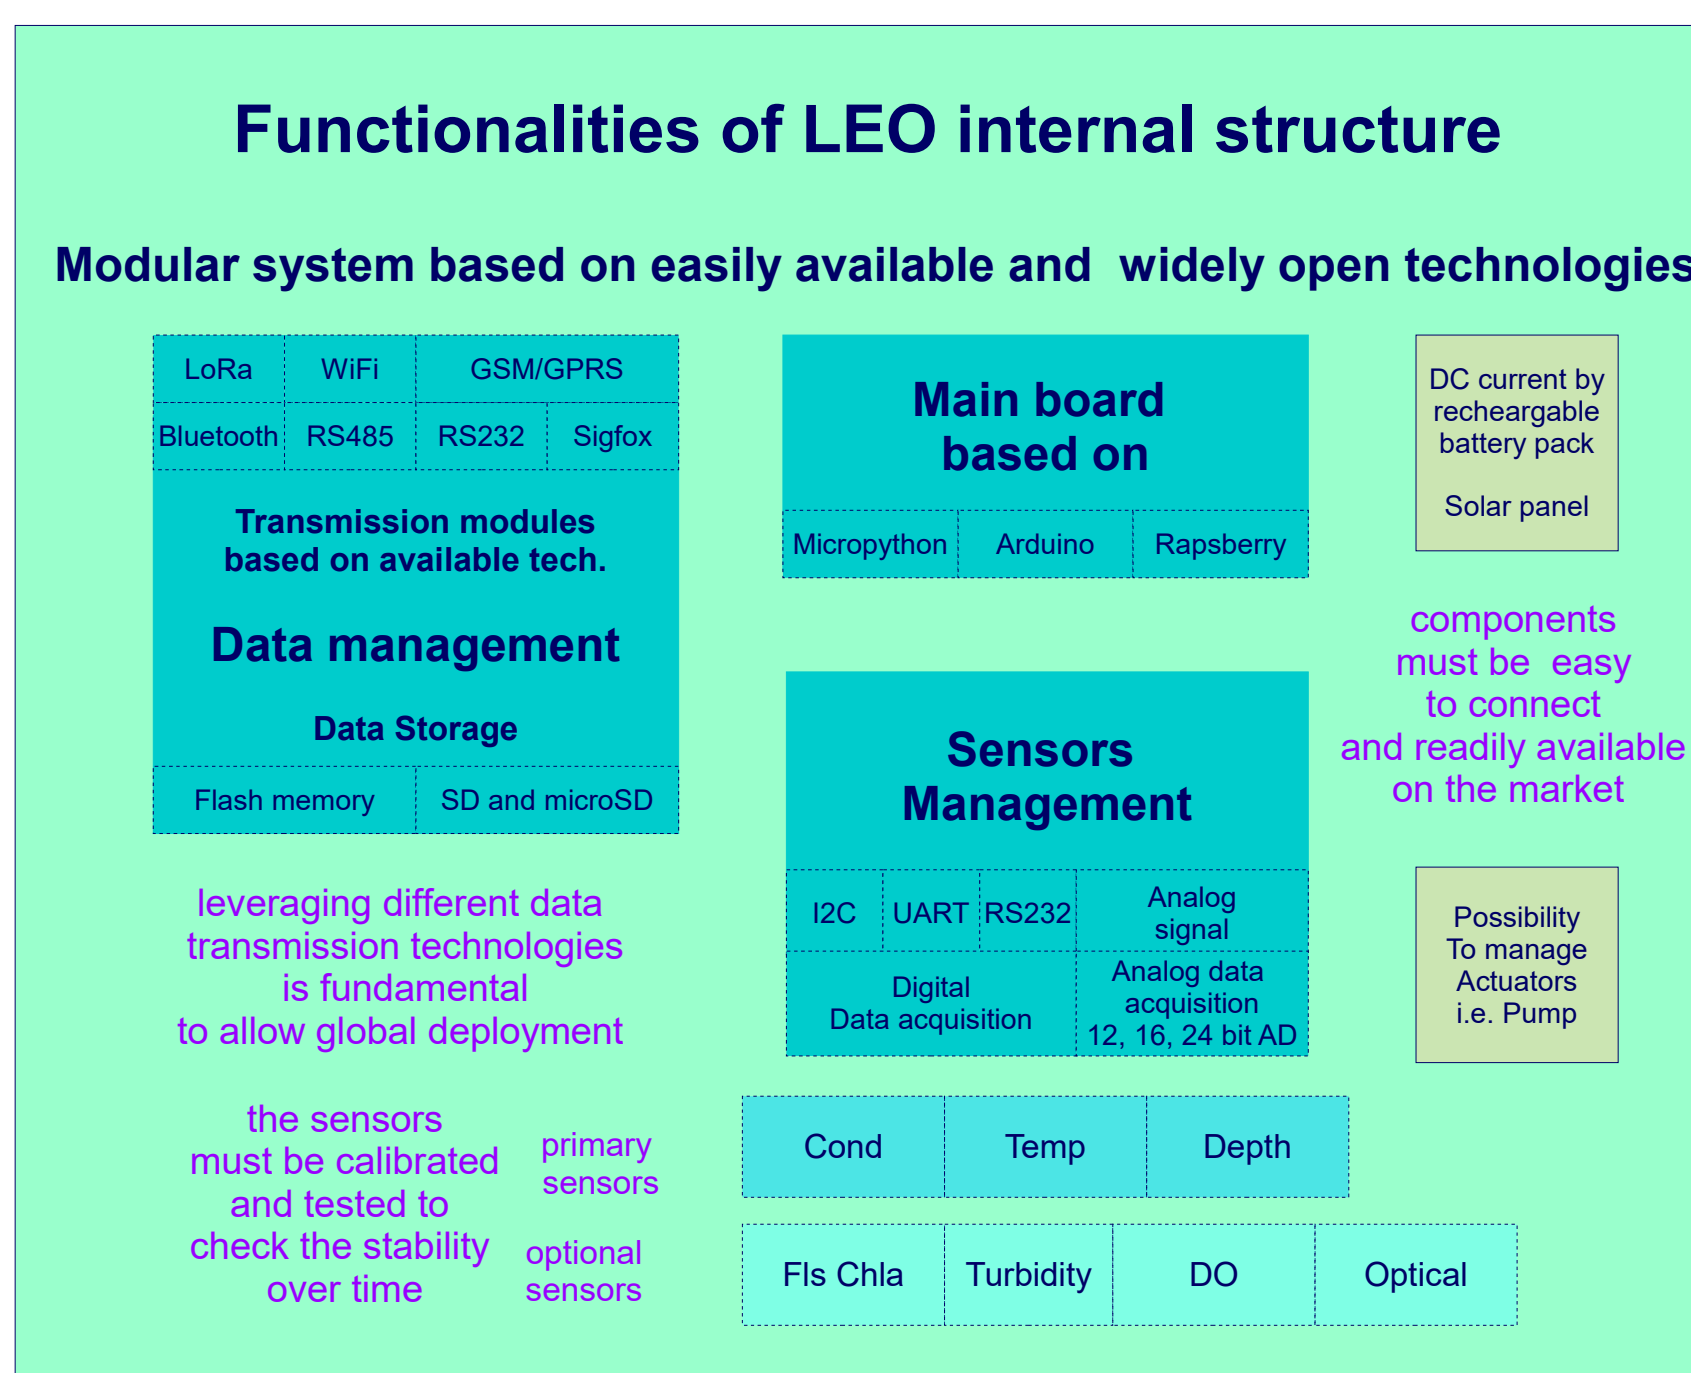 Functionalities of LEO internal structure
Modular system based on easily available and  widely open technologies
LoRa
WiFi
GSM/GPRS
Bluetooth
RS485
RS232
Sigfox
Transmission modules
based on available tech.
Data management
Data Storage
Flash memory
SD and microSD
Main board
based on
Micropython
Arduino
Rapsberry
DC current by
recheargable
battery pack
Solar panel
components
must be  easy
to connect
and readily available
on the market
Sensors
Management
I2C
UART
RS232
Analog
signal
Digital
Data acquisition
Analog data
acquisition
12, 16, 24 bit AD
Possibility
To manage
Actuators
i.e. Pump
leveraging different data
transmission technologies
is fundamental
to allow global deployment
the sensors
must be calibrated
and tested to
check the stability
over time
primary
sensors
Cond
Temp
Depth
optional
sensors
Fls Chla
Turbidity
DO
Optical